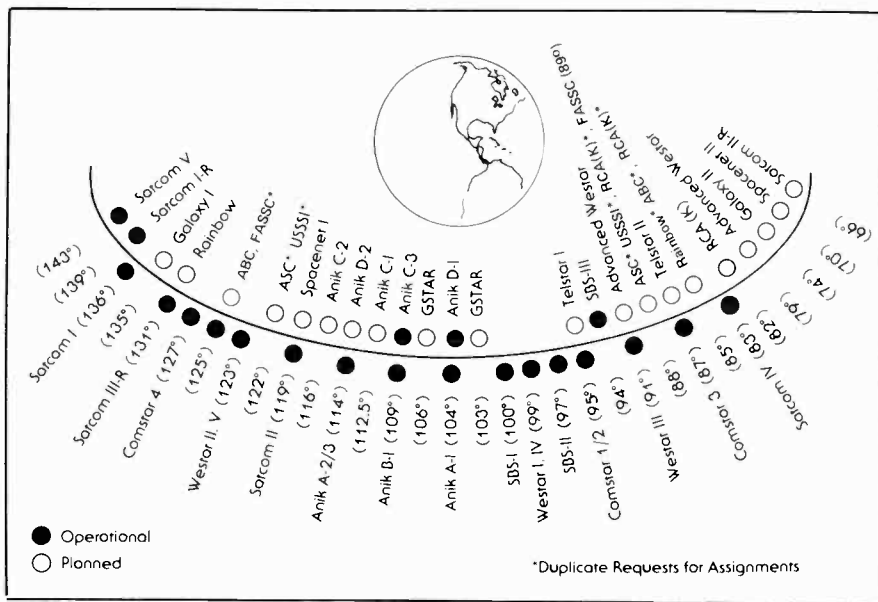 Satcom V
Satcom I-R
Galaxy I
Rainbow
ABC, FASSC*
ASC* USSSI*
Spacenet I
Anik C-2
Anik D-2
Anik C-1
Anik C-3
GSTAR
Anik D-1
GSTAR
Telstar I
SBS-III
Advanced Westar
ASC* USSSI*, RCA(K)*, FASSC (89°)
Telstar II
Rainbow* ABC*, RCA(K)*
RCA (K)
Advanced Westar
Galaxy II
Spacener II
Satcom II-R
(143°)
(139°)
Satcom I (136°)
(135°)
Satcom III-R (131°)
Comstar 4 (127°)
(125°)
Westar II, V (123°)
(122°)
Satcom II (119°)
(116°)
Anik A-2/3 (114°)
(112.5°)
Anik B-1 (109°)
(106°)
Anik A-1 (104°)
(103°)
SBS-I (100°)
Westar I, IV (99°)
SBS-II (97°)
Comstar 1/2 (95°)
(94°)
Westar III (91°)
(88°)
Comstar 3 (87°)
(85°)
Satcom IV (83°)
(82°)
(79°)
(74°)
(70°)
(66°)
Operational
Planned
*Duplicate Requests for Assignments